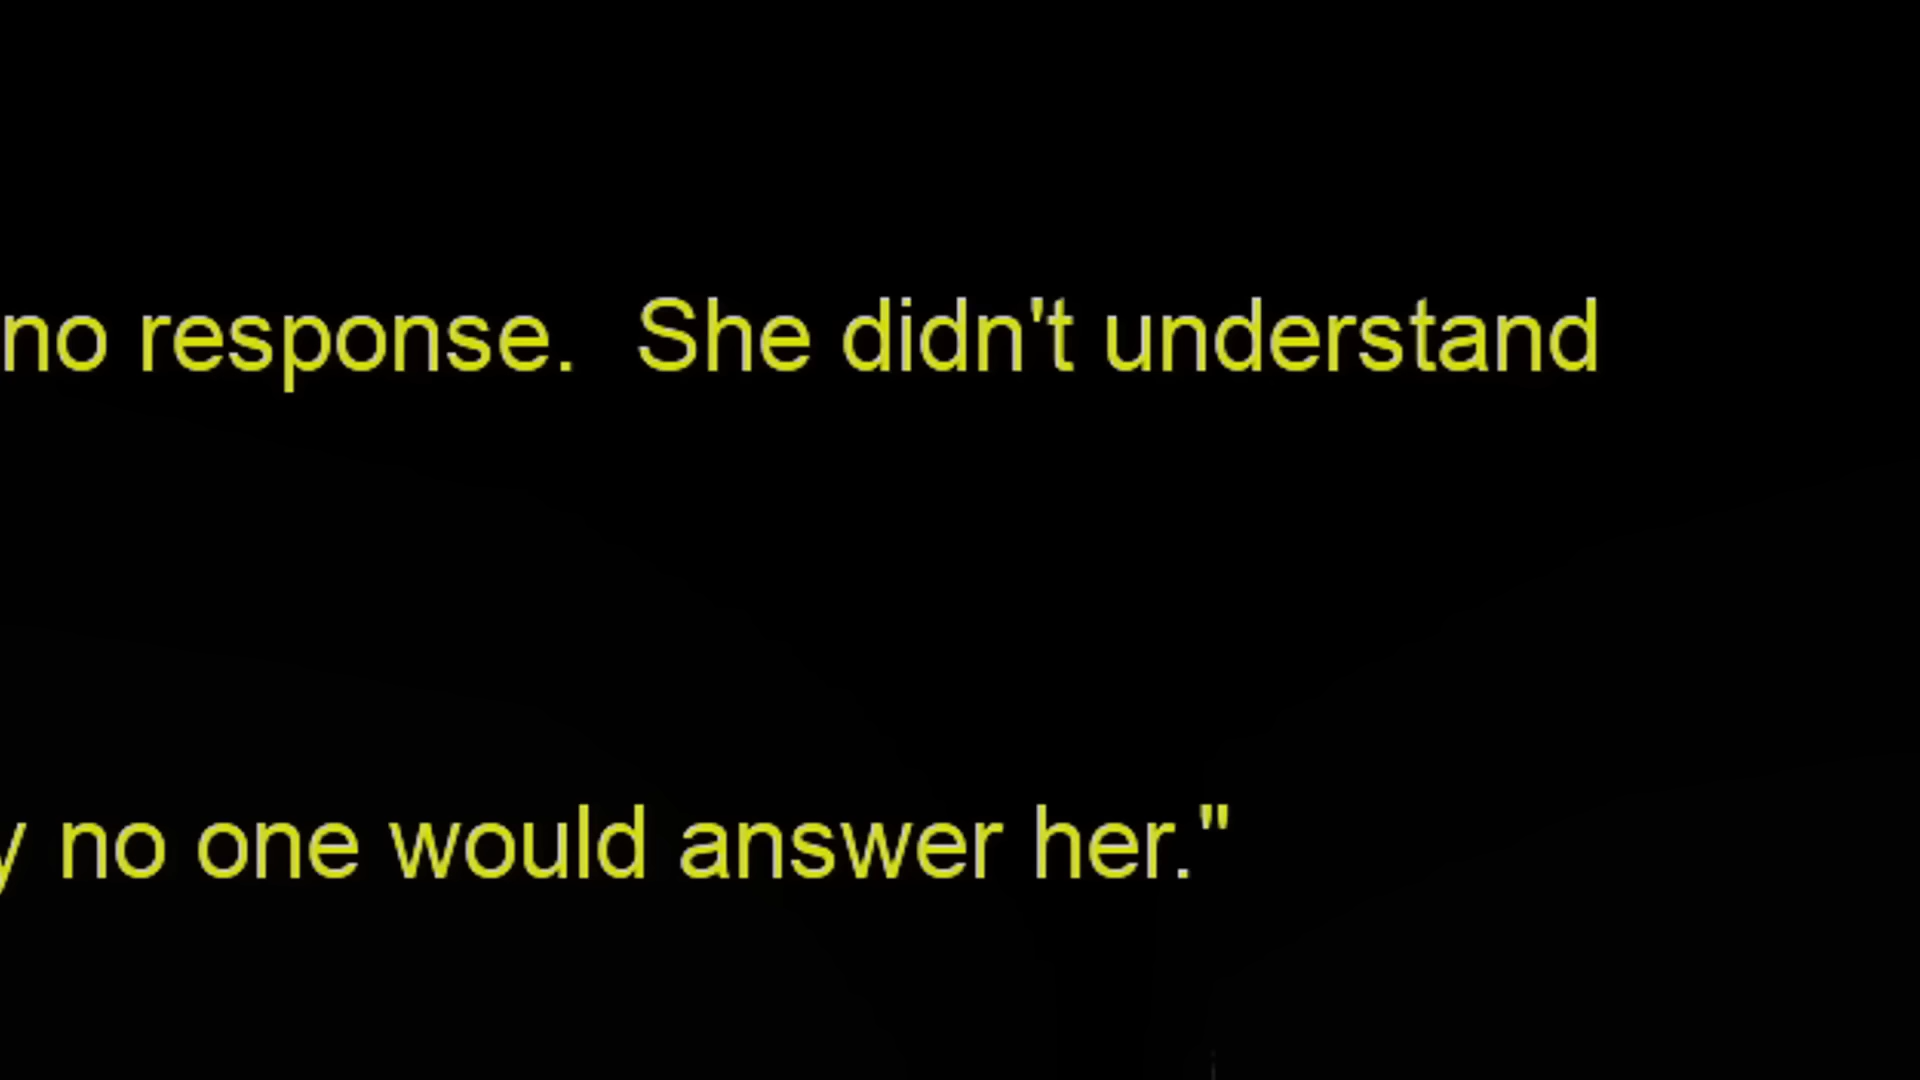 no response.  She didn't understand
y no one would answer her."